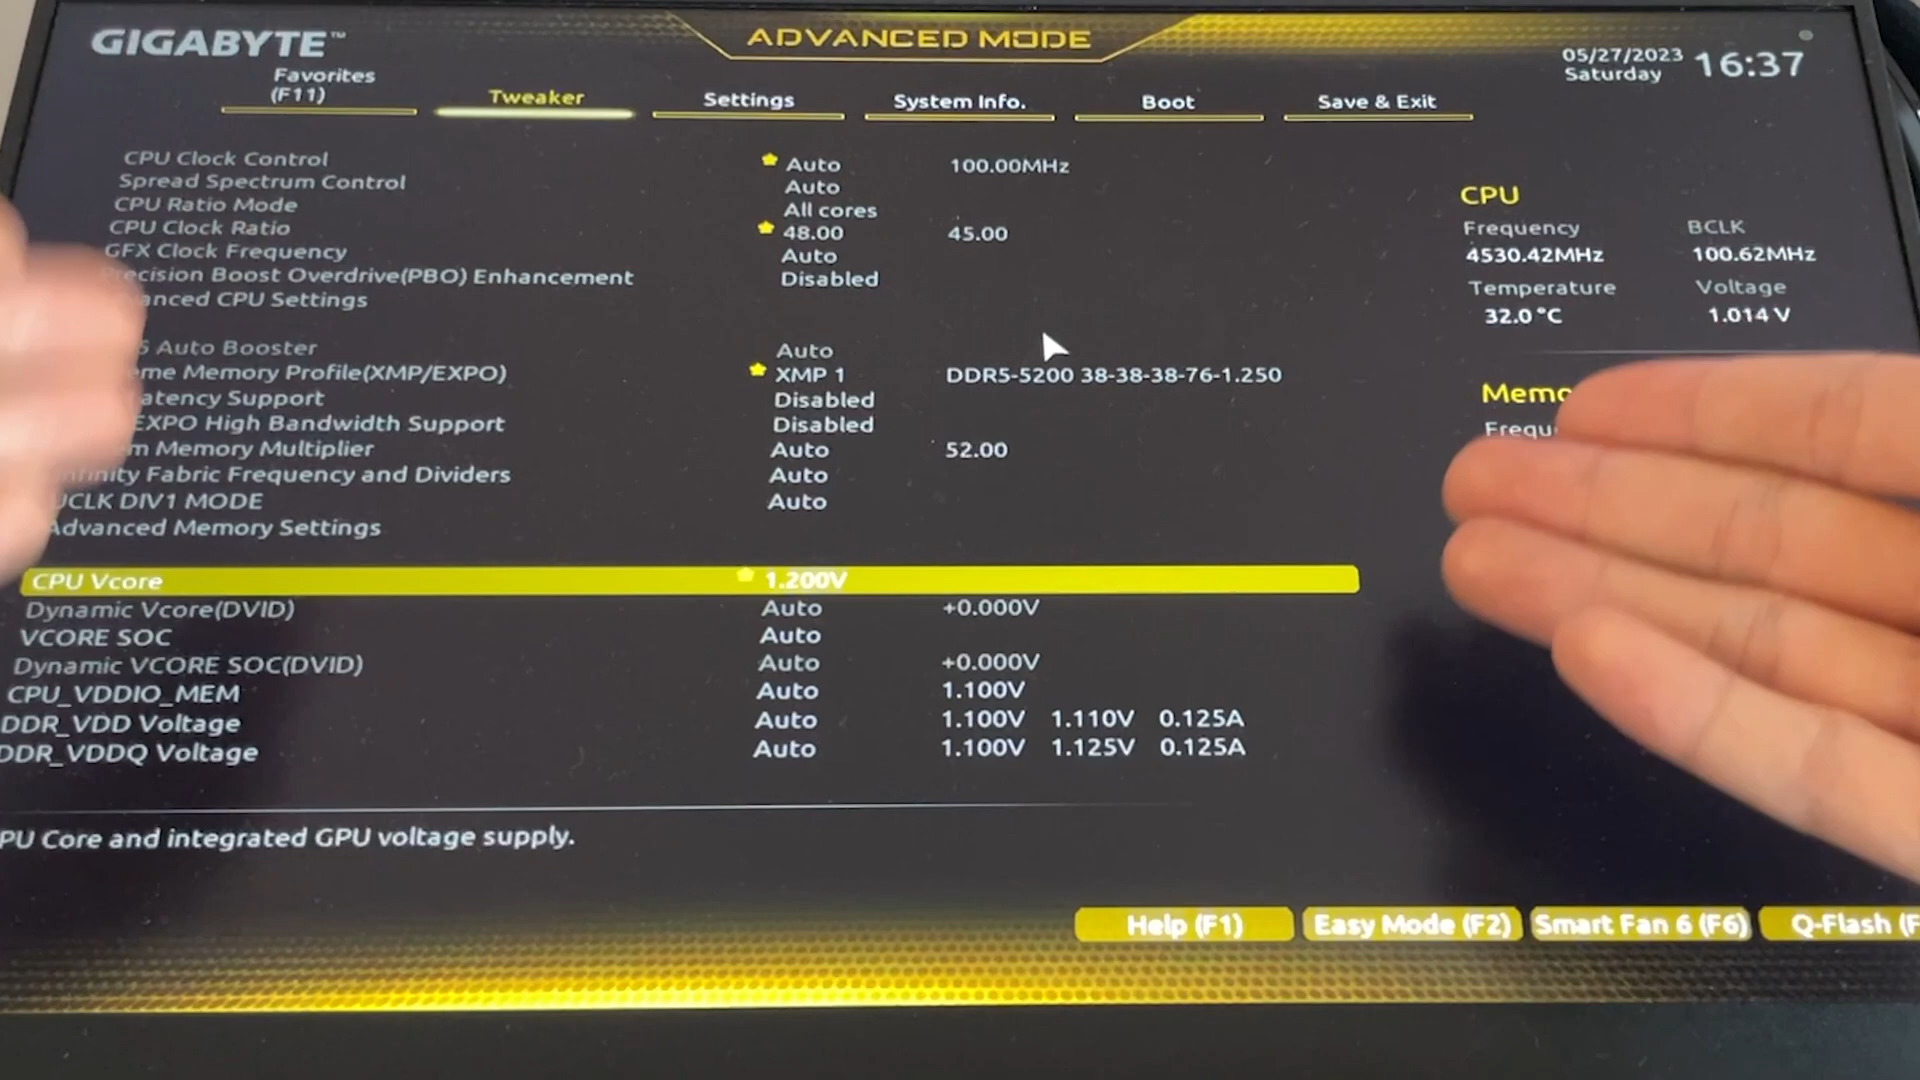 GIGABYTE™
ADVANCED MODE
05/27/2023
Saturday
16:37
Favorites
(F11)
Tweaker
Settings
System Info.
Boot
Save & Exit
CPU Clock Control Auto 100.00MHz
Spread Spectrum Control Auto
CPU Ratio Mode All cores
CPU Clock Ratio 48.00 45.00
GFX Clock Frequency Auto
recision Boost Overdrive(PBO) Enhancement Disabled
anced CPU Settings
Auto Booster Auto
me Memory Profile(XMP/EXPO) XMP 1 DDR5-5200 38-38-38-76-1.250
atency Support Disabled
EXPO High Bandwidth Support Disabled
m Memory Multiplier Auto 52.00
finity Fabric Frequency and Dividers Auto
UCLK DIV1 MODE Auto
Advanced Memory Settings
CPU Vcore 1.200V
Dynamic Vcore(DVID) Auto +0.000V
VCORE SOC Auto
Dynamic VCORE SOC(DVID) Auto +0.000V
CPU_VDDIO_MEM Auto 1.100V
DDR_VDD Voltage Auto 1.100V 1.110V 0.125A
DDR_VDDQ Voltage Auto 1.100V 1.125V 0.125A
CPU
Frequency BCLK
4530.42MHz 100.62MHz
Temperature Voltage
32.0 °C 1.014 V
Memo
Frequ
PU Core and integrated GPU voltage supply.
Help (F1)
Easy Mode (F2)
Smart Fan 6 (F6)
Q-Flash (F